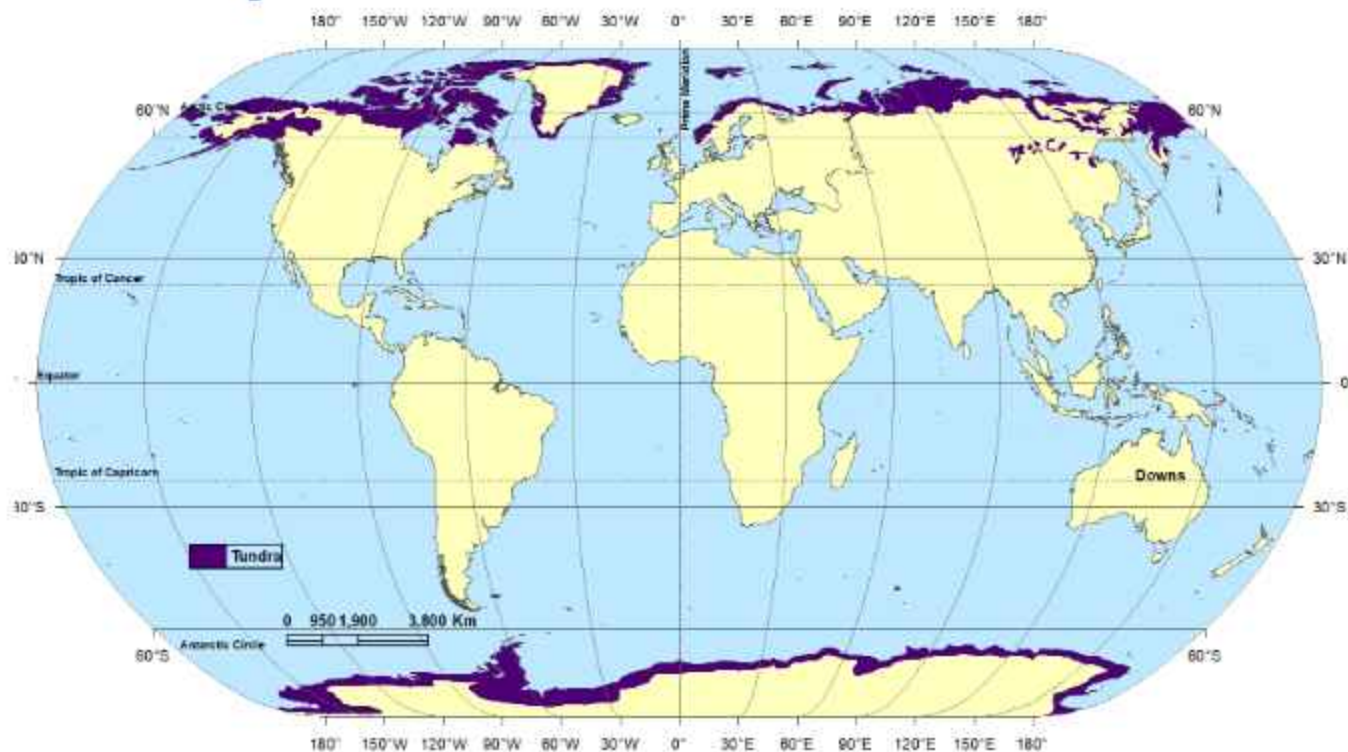 180° 150°W 120°W 90°W 60°W 30°W 0° 30°E 60°E 90°E 120°E 150°E 180°
Prime Meridian
60°N 60°N
30°N 30°N
Tropic of Cancer
Equator 0
Tropic of Capricorn
Downs
30°S 30°S
Tundra
0 950 1,900 3,800 Km
Antarctic Circle
60°S 60°S
180° 150°W 120°W 90°W 60°W 30°W 0° 30°E 60°E 90°E 120°E 150°E 180°